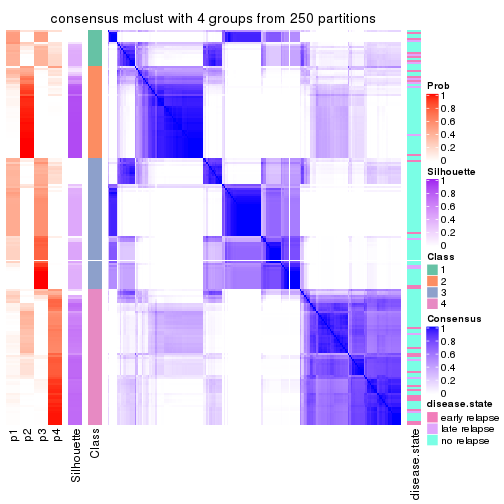 consensus mclust with 4 groups from 250 partitions
Prob
1
0.8
0.6
0.4
0.2
0
Silhouette
1
0.8
0.6
0.4
0.2
0
Class
1
2
3
4
Consensus
1
0.8
0.6
0.4
0.2
0
disease.state
early relapse
late relapse
no relapse
p1
p2
p3
p4
Silhouette
Class
disease.state